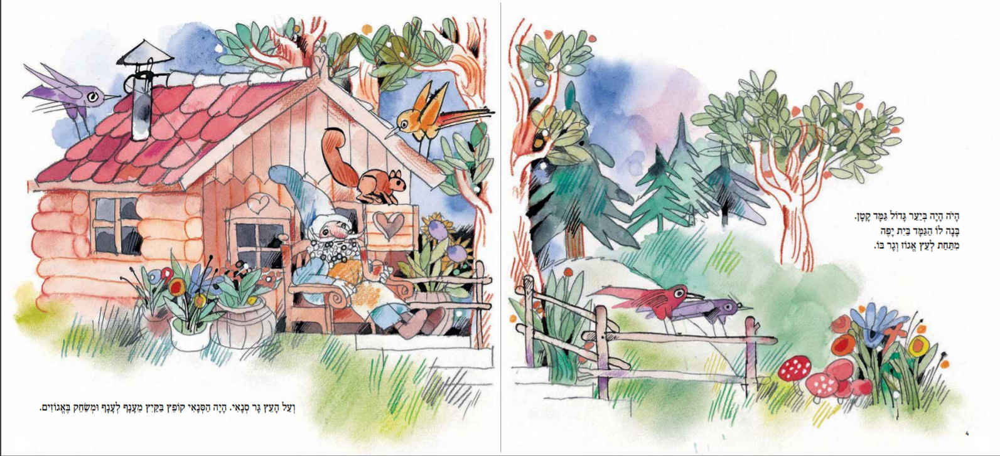 הָיֹה הָיָה בְּיַעַר גָּדוֹל גַּמָּד קָטָן.
בָּנָה לוֹ הַגַּמָּד בַּיִת יָפֶה
מִתַּחַת לְעֵץ אֱגוֹז וְגָר בּוֹ.
4
וְעַל הָעֵץ גָּר סְנָאִי. הָיָה הַסְּנָאִי קוֹפֵץ בַּקַּיִץ מֵעָנָף לְעָנָף וּמְשַׂחֵק בֶּאֱגוֹזִים.